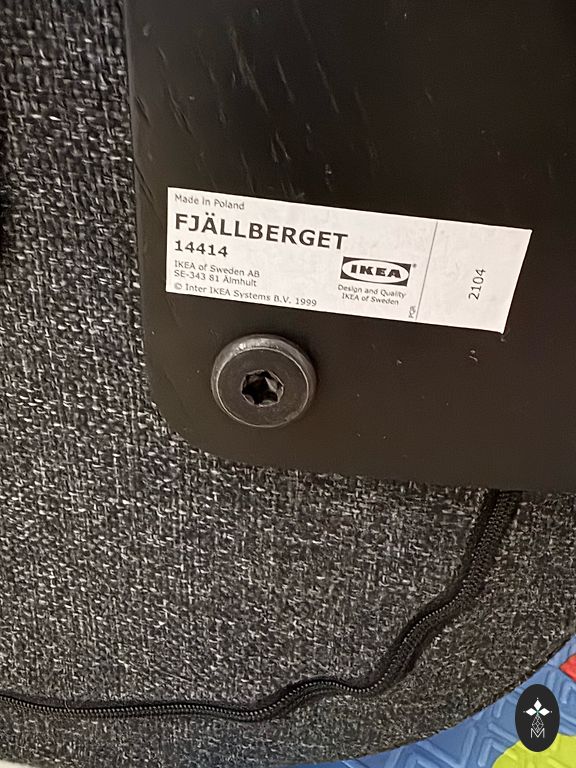 Made in Poland
FJÄLLBERGET
14414
IKEA of Sweden AB
SE-343 81 Älmhult
© Inter IKEA Systems B.V. 1999
IKEA®
Design and Quality
IKEA of Sweden
PGR
2104
M